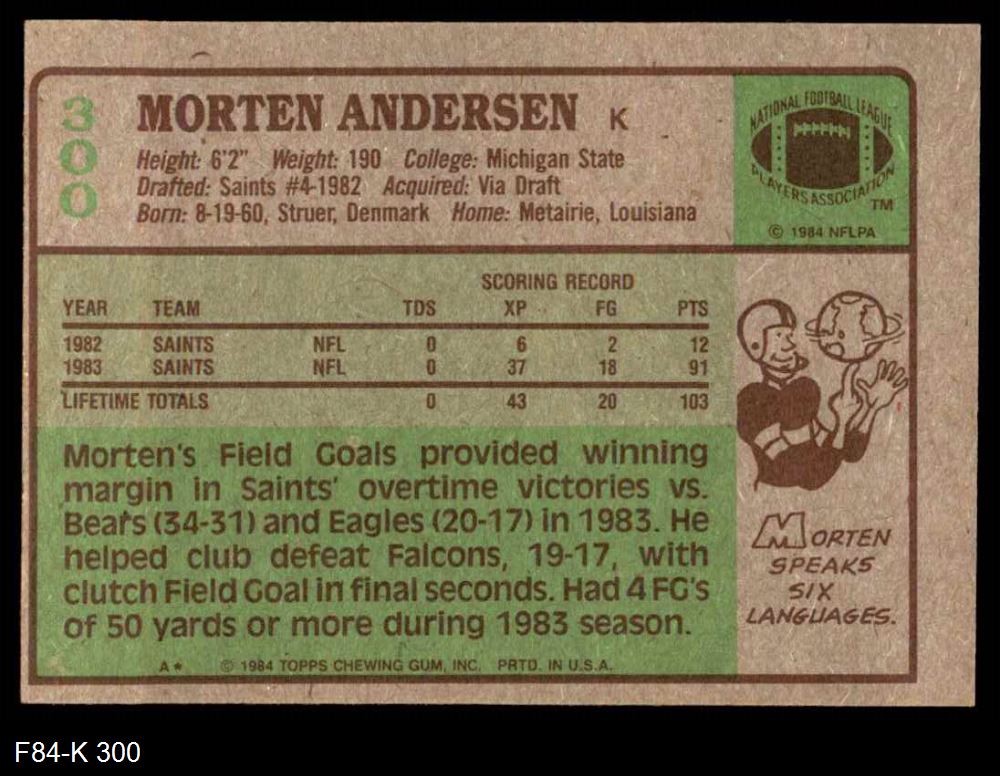 300
MORTEN ANDERSEN K
Height: 6'2" Weight: 190 College: Michigan State
Drafted: Saints #4-1982 Acquired: Via Draft
Born: 8-19-60, Struer, Denmark Home: Metairie, Louisiana
NATIONAL FOOTBALL LEAGUE
PLAYERS ASSOCIATION
TM
© 1984 NFLPA
SCORING RECORD
YEAR TEAM TDS XP FG PTS
1982 SAINTS NFL 0 6 2 12
1983 SAINTS NFL 0 37 18 91
LIFETIME TOTALS 0 43 20 103
Morten's Field Goals provided winning
margin in Saints' overtime victories vs.
Bears (34-31) and Eagles (20-17) in 1983. He
helped club defeat Falcons, 19-17, with
clutch Field Goal in final seconds. Had 4 FG's
of 50 yards or more during 1983 season.
MORTEN
SPEAKS
SIX
LANGUAGES.
A* © 1984 TOPPS CHEWING GUM, INC. PRTD. IN U.S.A.
F84-K 300